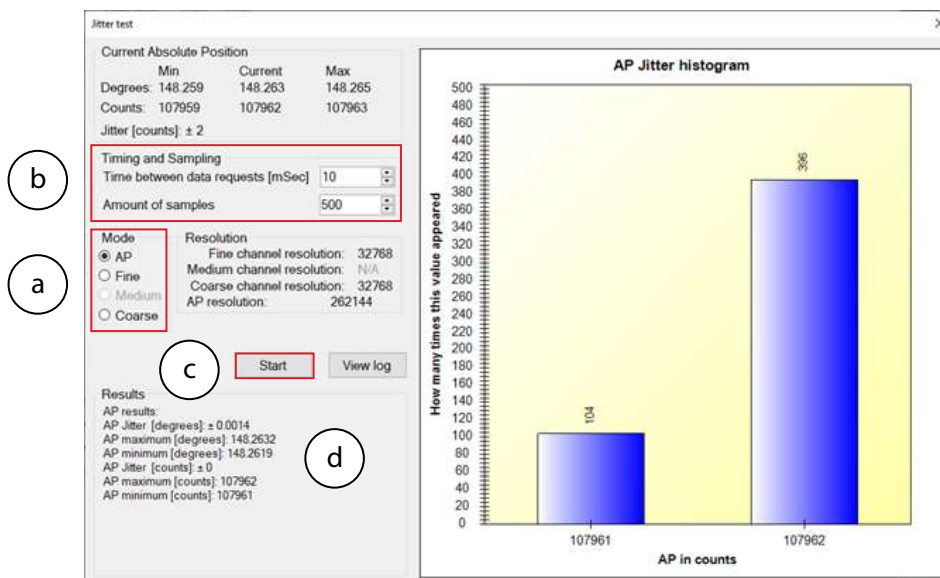 Jitter test
Current Absolute Position
Min Current Max
Degrees: 148.259 148.263 148.265
Counts: 107959 107962 107963
Jitter [counts]: ± 2
b
Timing and Sampling
Time between data requests [mSec] 10
Amount of samples 500
a
Mode
AP
Fine
Medium
Coarse
Resolution
Fine channel resolution: 32768
Medium channel resolution: N/A
Coarse channel resolution: 32768
AP resolution: 262144
c
Start View log
Results
AP results:
AP Jitter [degrees]: ± 0.0014
AP maximum [degrees]: 148.2632
AP minimum [degrees]: 148.2619
AP Jitter [counts]: ± 0
AP maximum [counts]: 107962
AP minimum [counts]: 107961
d
AP Jitter histogram
How many times this value appeared
500
480
460
440
420
400
380
360
340
320
300
280
260
240
220
200
180
160
140
120
100
80
60
40
20
0
104
396
107961 107962
AP in counts